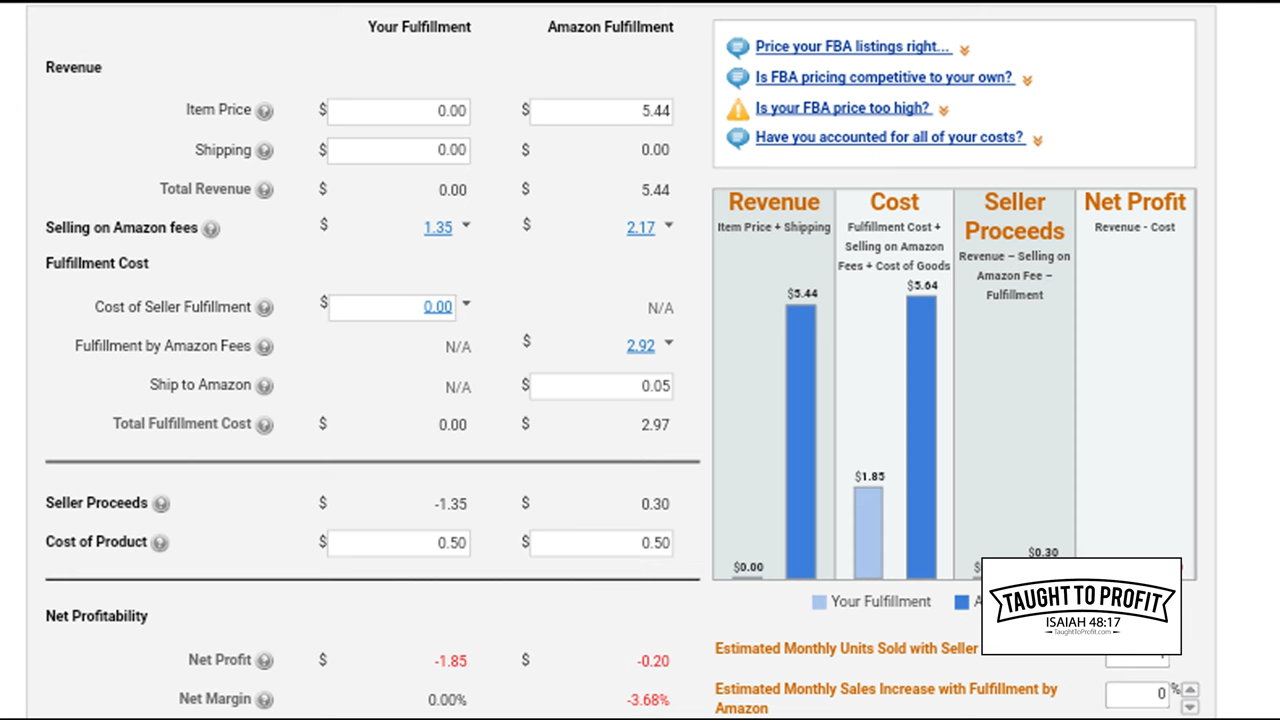 Your Fulfillment Amazon Fulfillment
Revenue
Item Price $ 0.00 $ 5.44
Shipping $ 0.00 $ 0.00
Total Revenue $ 0.00 $ 5.44
Selling on Amazon fees $ 1.35 $ 2.17
Fulfillment Cost
Cost of Seller Fulfillment $ 0.00 N/A
Fulfillment by Amazon Fees N/A $ 2.92
Ship to Amazon N/A $ 0.05
Total Fulfillment Cost $ 0.00 $ 2.97
Seller Proceeds $ -1.35 $ 0.30
Cost of Product $ 0.50 $ 0.50
Net Profitability
Net Profit $ -1.85 $ -0.20
Net Margin 0.00% -3.68%
Price your FBA listings right...
Is FBA pricing competitive to your own?
Is your FBA price too high?
Have you accounted for all of your costs?
Revenue
Item Price + Shipping
$5.44
$0.00
Cost
Fulfillment Cost +
Selling on Amazon
Fees + Cost of Goods
$5.64
$1.85
Seller
Proceeds
Revenue – Selling on
Amazon Fee –
Fulfillment
$0.30
$
Net Profit
Revenue - Cost
Your Fulfillment
TAUGHT TO PROFIT
ISAIAH 48:17
TaughtToProfit.com
Estimated Monthly Units Sold with Seller
Estimated Monthly Sales Increase with Fulfillment by
Amazon
0 %